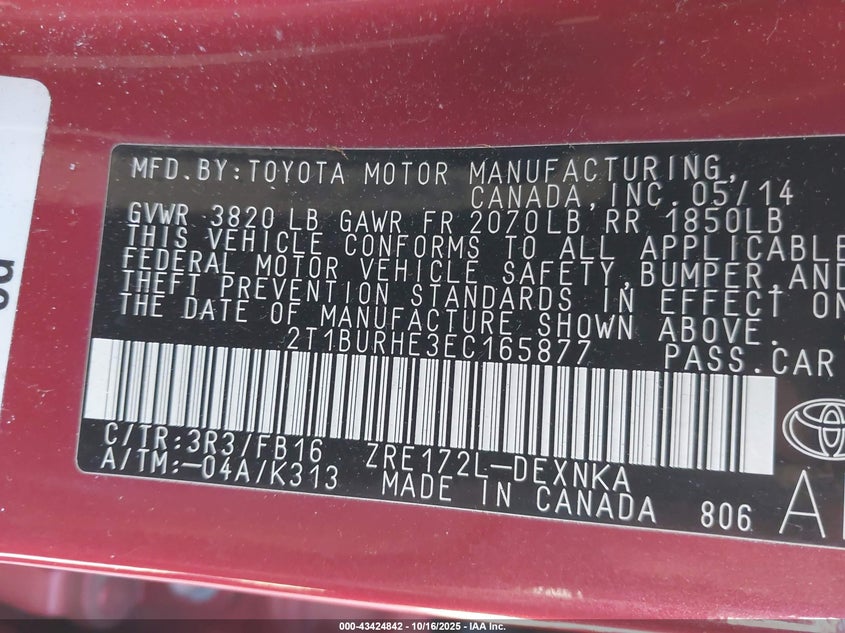 MFD.BY:TOYOTA MOTOR MANUFACTURING,
CANADA,INC.05/14
GVWR 3820 LB GAWR FR 2070LB RR 1850LB
THIS VEHICLE CONFORMS TO ALL APPLICABLE
FEDERAL MOTOR VEHICLE SAFETY,BUMPER,AND
THEFT PREVENTION STANDARDS IN EFFECT ON
THE DATE OF MANUFACTURE SHOWN ABOVE.
2T1BURHE3EC165877 PASS.CAR
C/TR:3R3/FB16 ZRE172L-DEXNKA
A/TM:-04A/K313 MADE IN CANADA 806 A
000-43424842 - 10/16/2025 - IAA Inc.